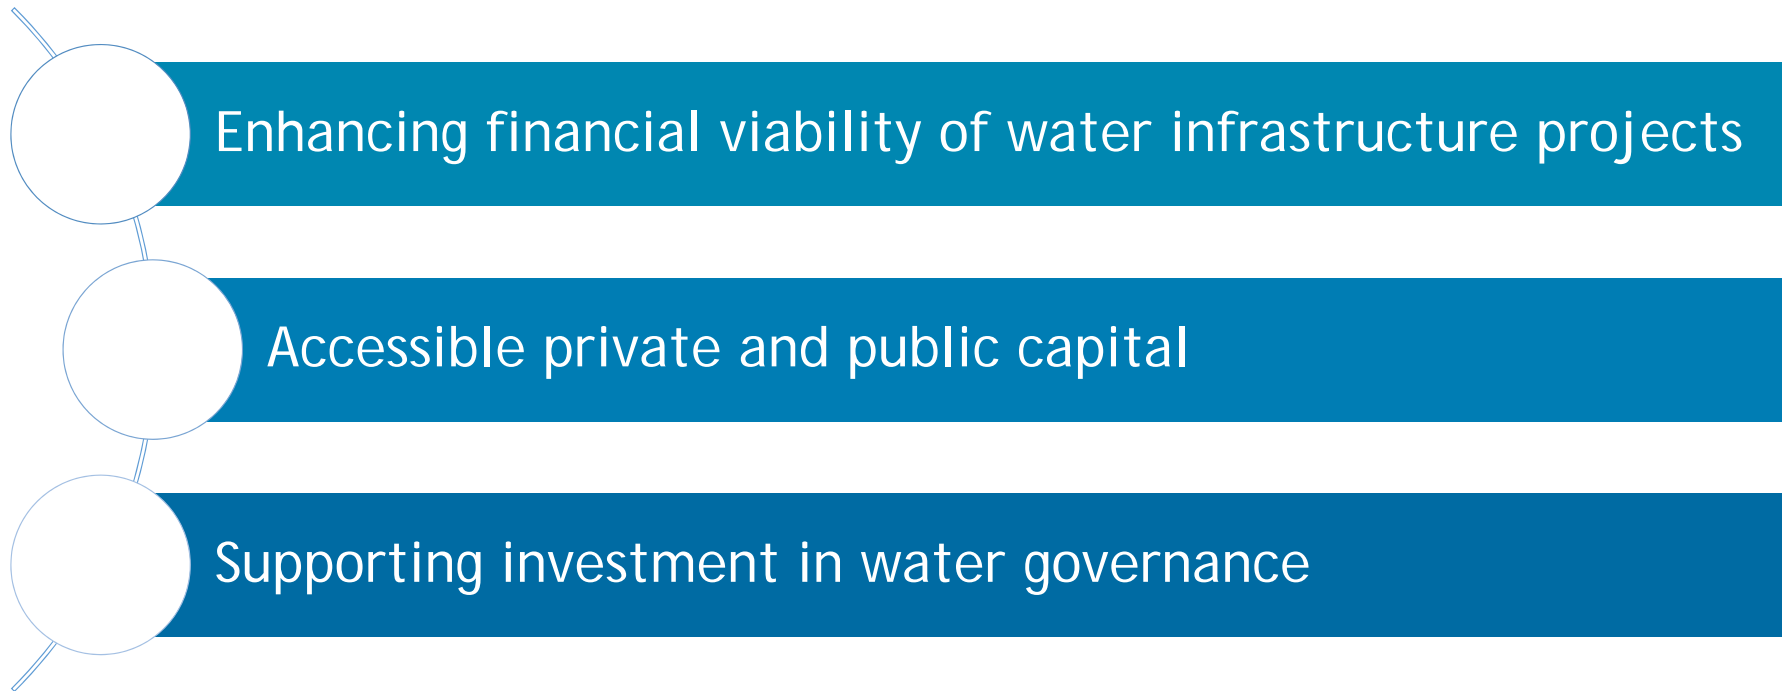 Enhancing financial viability of water infrastructure projects
Accessible private and public capital
Supporting investment in water governance